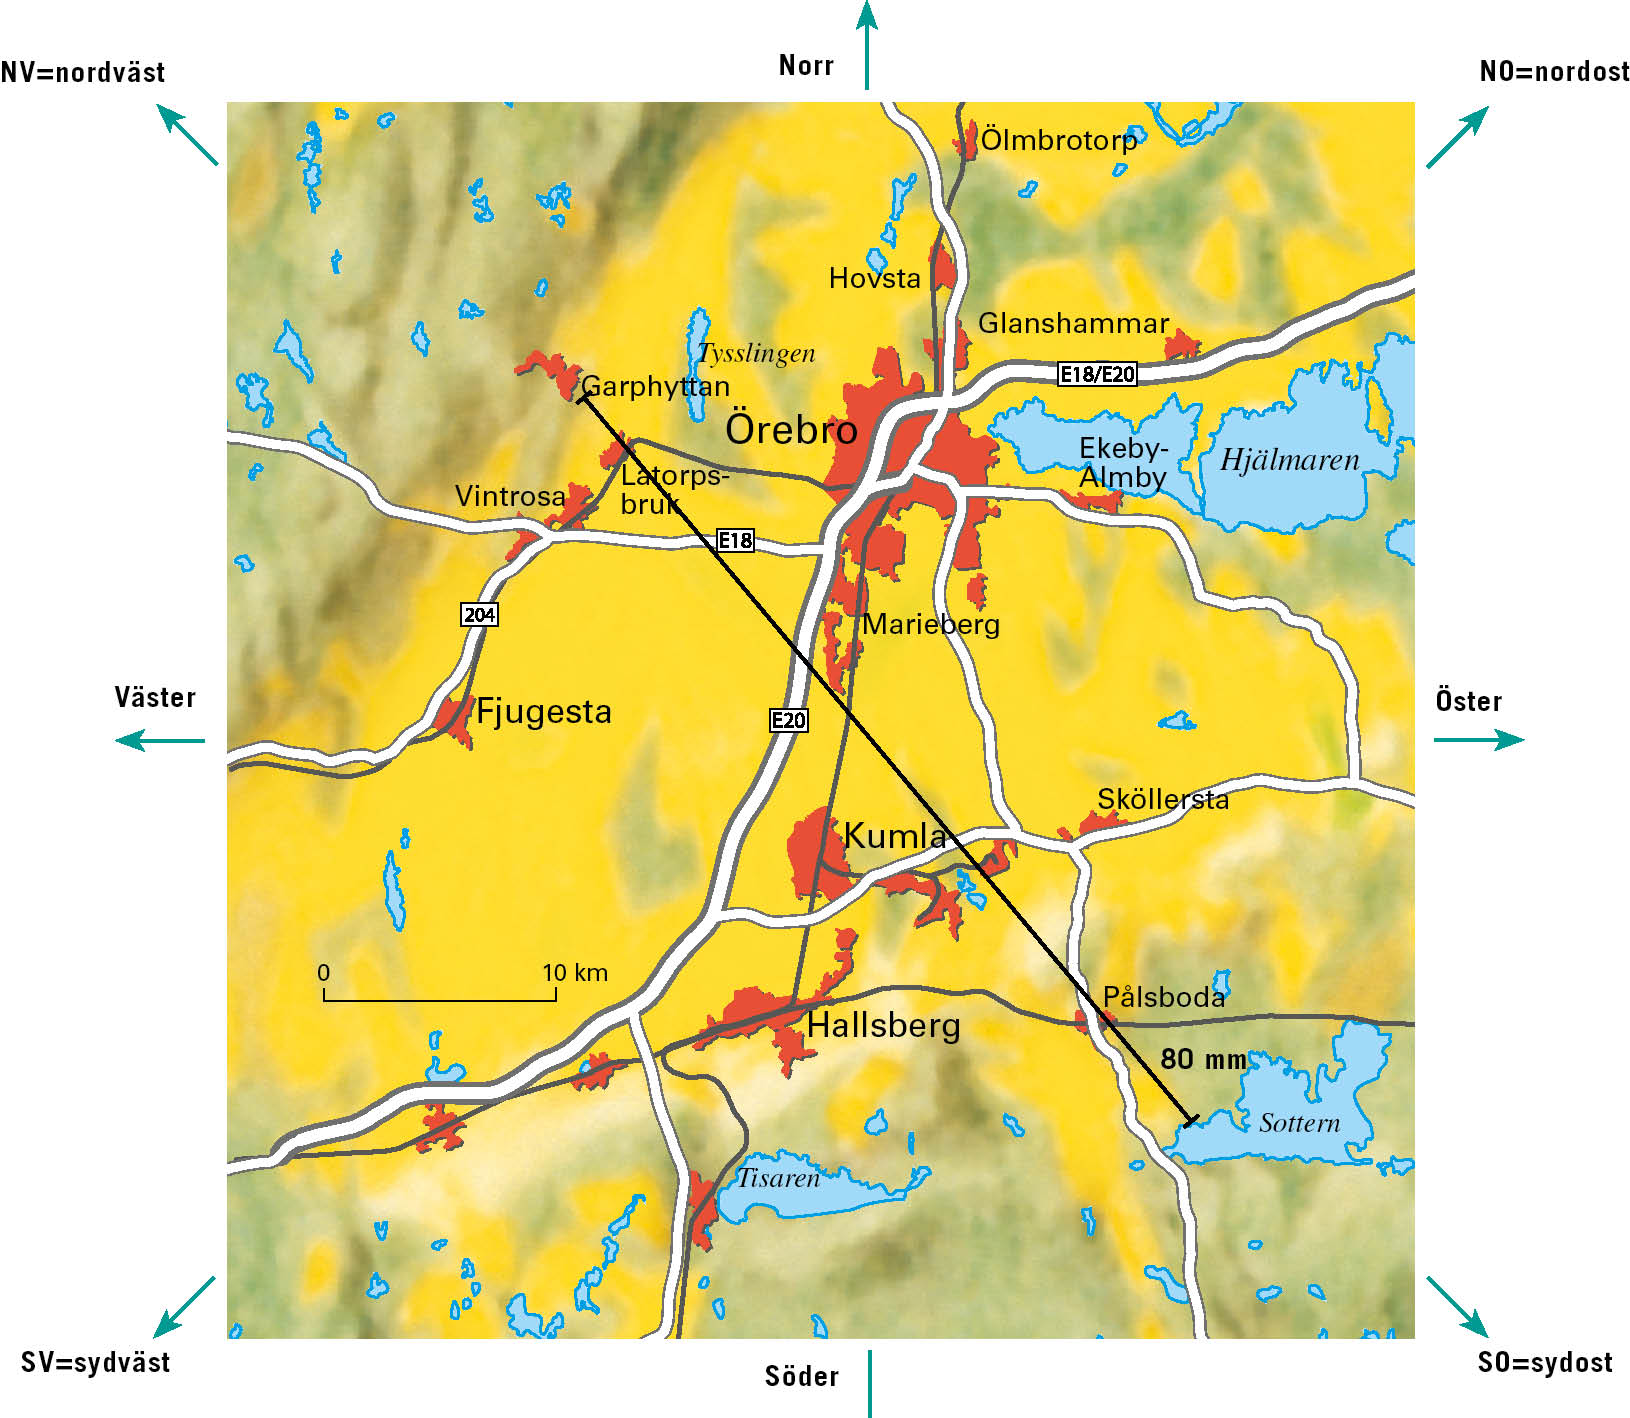 Norr
NV=nordväst
NO=nordost
Ölmbrotorp
Hovsta
Glanshammar
Tysslingen
E18/E20
Garphyttan
Örebro
Ekeby-
Almby
Hjälmaren
Latorps-
bruk
Vintrosa
E18
204
Marieberg
Väster
Öster
Fjugesta
E20
Sköllersta
Kumla
0
10 km
Pålsboda
Hallsberg
80 mm
Sottern
Tisaren
SV=sydväst
Söder
SO=sydost